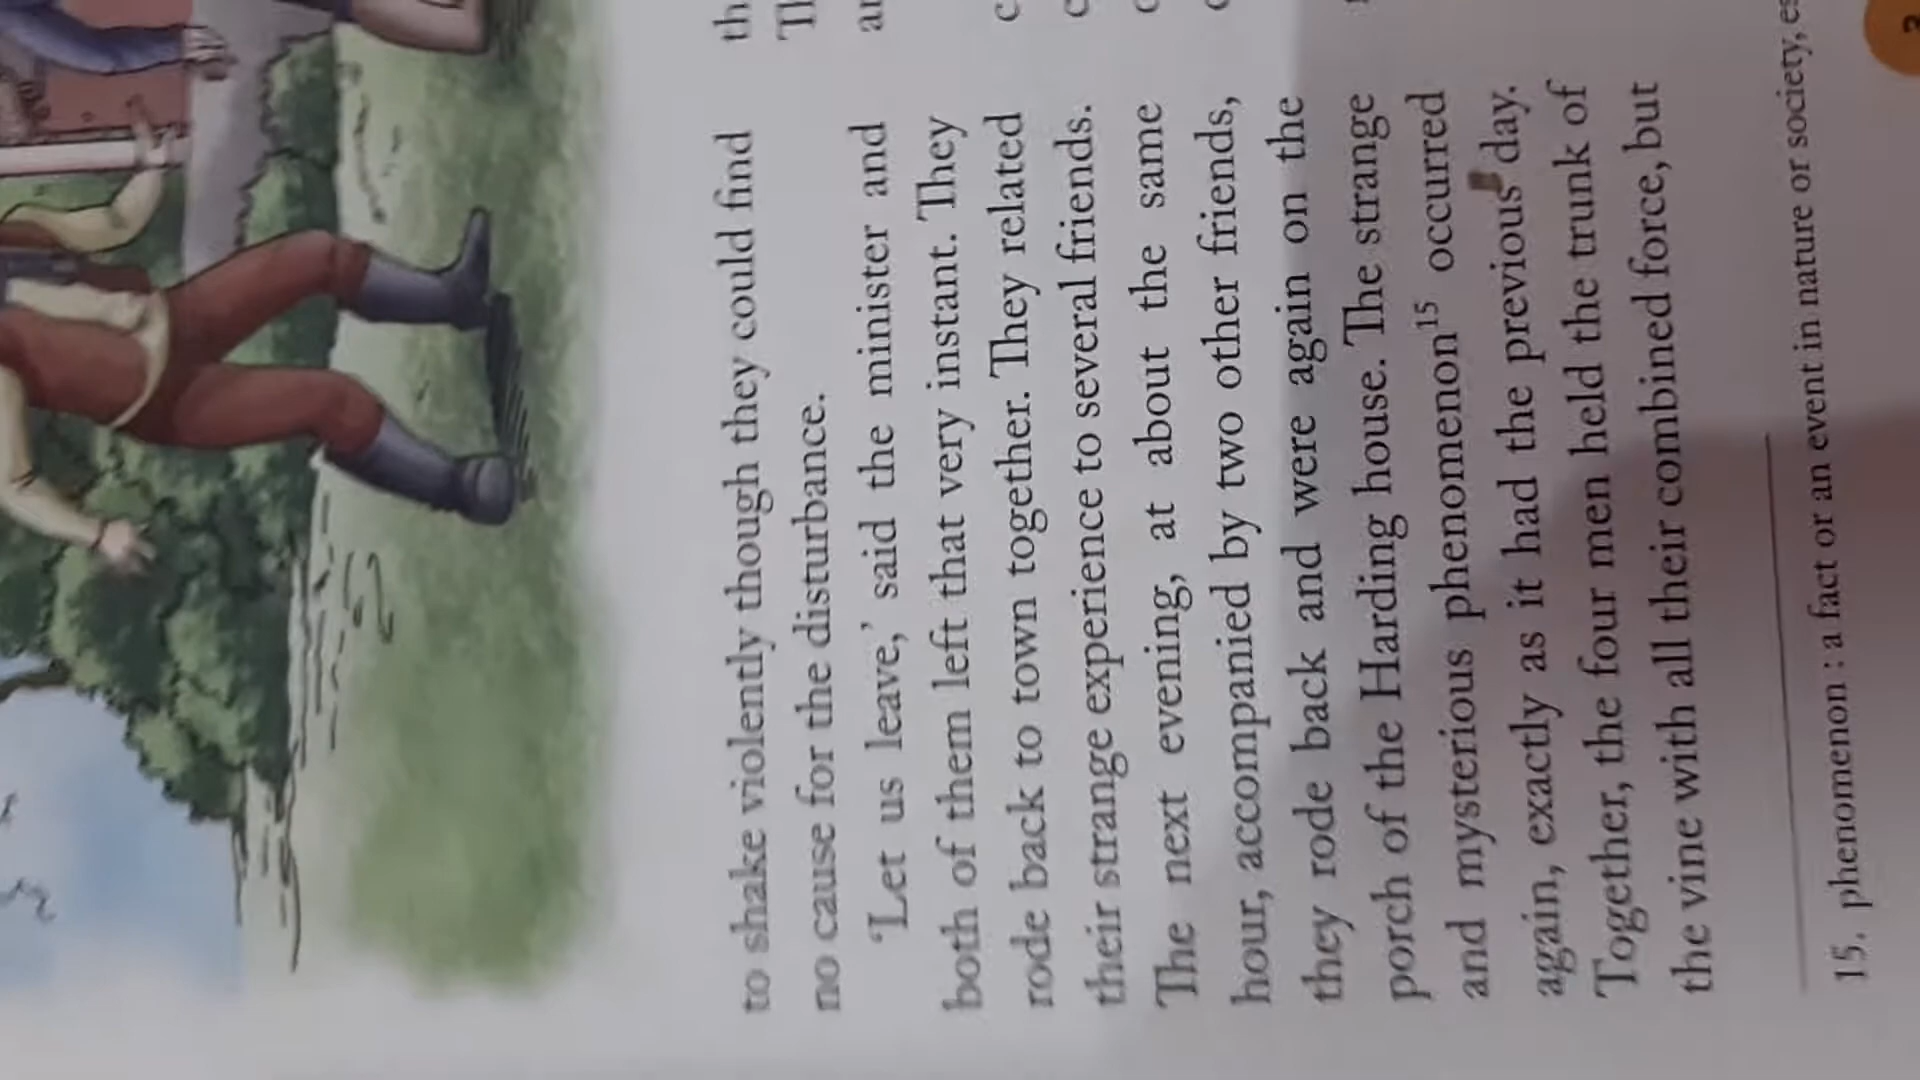 to shake violently though they could find
no cause for the disturbance.
'Let us leave,' said the minister and
both of them left that very instant. They
rode back to town together. They related
their strange experience to several friends.
The next evening, at about the same
hour, accompanied by two other friends,
they rode back and were again on the
porch of the Harding house. The strange
and mysterious phenomenon15 occurred
again, exactly as it had the previous day.
Together, the four men held the trunk of
the vine with all their combined force, but
15. phenomenon : a fact or an event in nature or society,